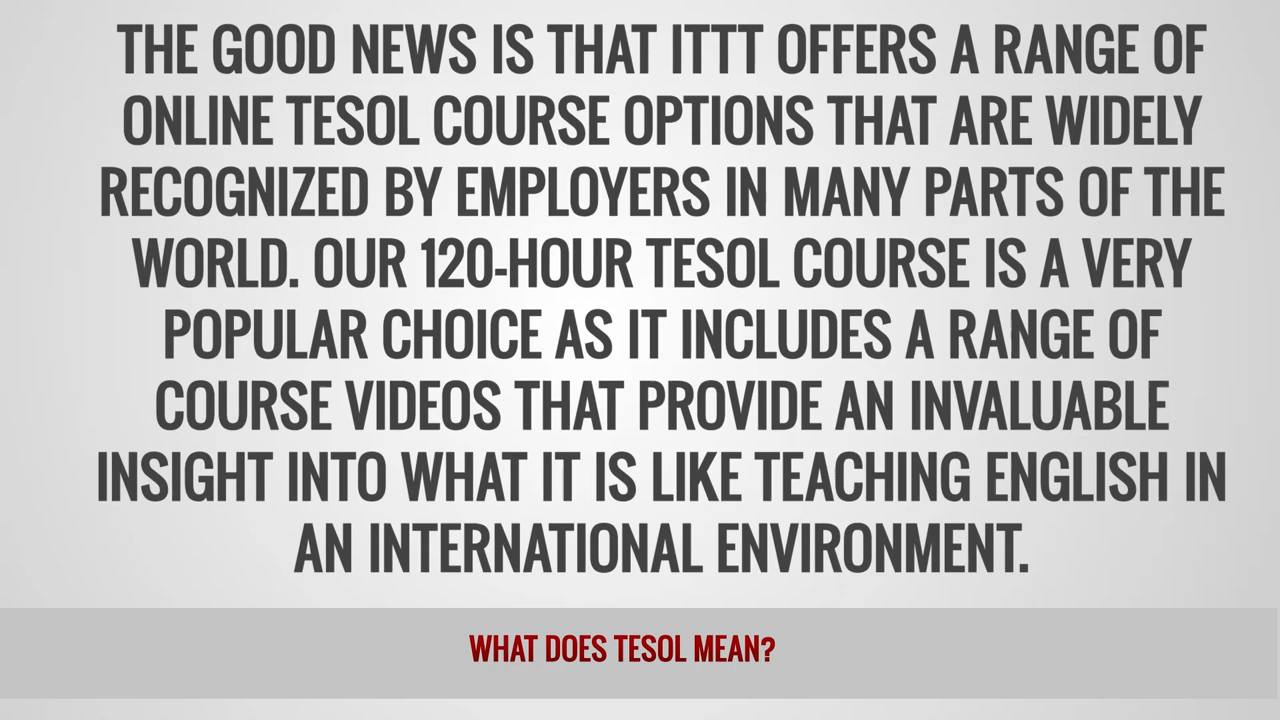 THE GOOD NEWS IS THAT ITTT OFFERS A RANGE OF
ONLINE TESOL COURSE OPTIONS THAT ARE WIDELY
RECOGNIZED BY EMPLOYERS IN MANY PARTS OF THE
WORLD. OUR 120-HOUR TESOL COURSE IS A VERY
POPULAR CHOICE AS IT INCLUDES A RANGE OF
COURSE VIDEOS THAT PROVIDE AN INVALUABLE
INSIGHT INTO WHAT IT IS LIKE TEACHING ENGLISH IN
AN INTERNATIONAL ENVIRONMENT.
WHAT DOES TESOL MEAN?